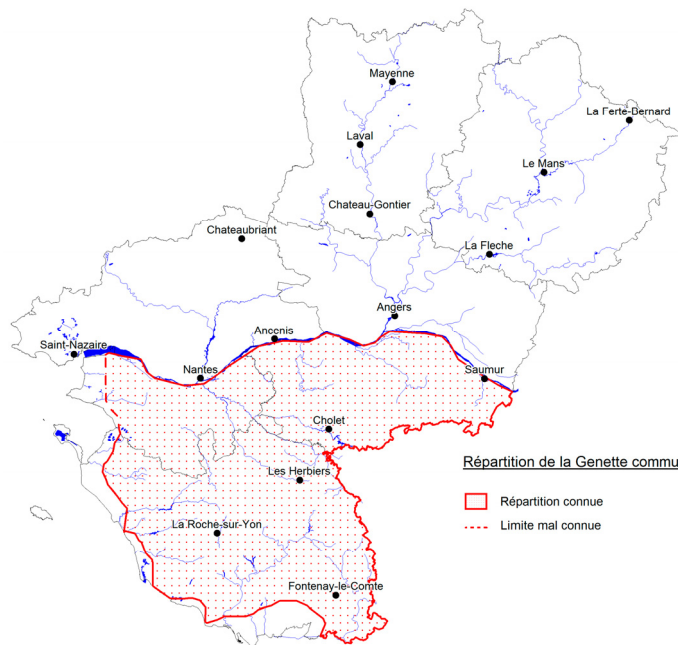 Mayenne
La Ferte-Bernard
Laval
Le Mans
Chateau-Gontier
Chateaubriant
La Fleche
Angers
Ancenis
Saint-Nazaire
Nantes
Saumur
Cholet
Répartition de la Genette commu
Les Herbiers
Répartition connue
La Roche-sur-Yon
Limite mal connue
Fontenay-le-Comte